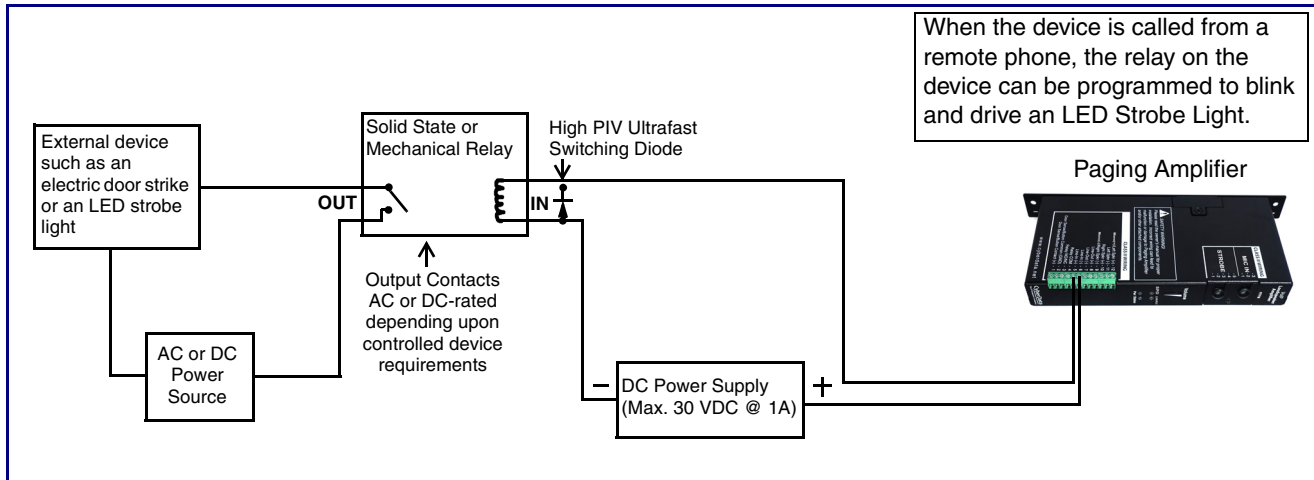 When the device is called from a
remote phone, the relay on the
device can be programmed to blink
and drive an LED Strobe Light.
Paging Amplifier
External device
such as an
electric door strike
or an LED strobe
light
Solid State or
Mechanical Relay
OUT
IN
High PIV Ultrafast
Switching Diode
Output Contacts
AC or DC-rated
depending upon
controlled device
requirements
AC or DC
Power
Source
–
DC Power Supply
(Max. 30 VDC @ 1A)
+
STROBE
MIC IN